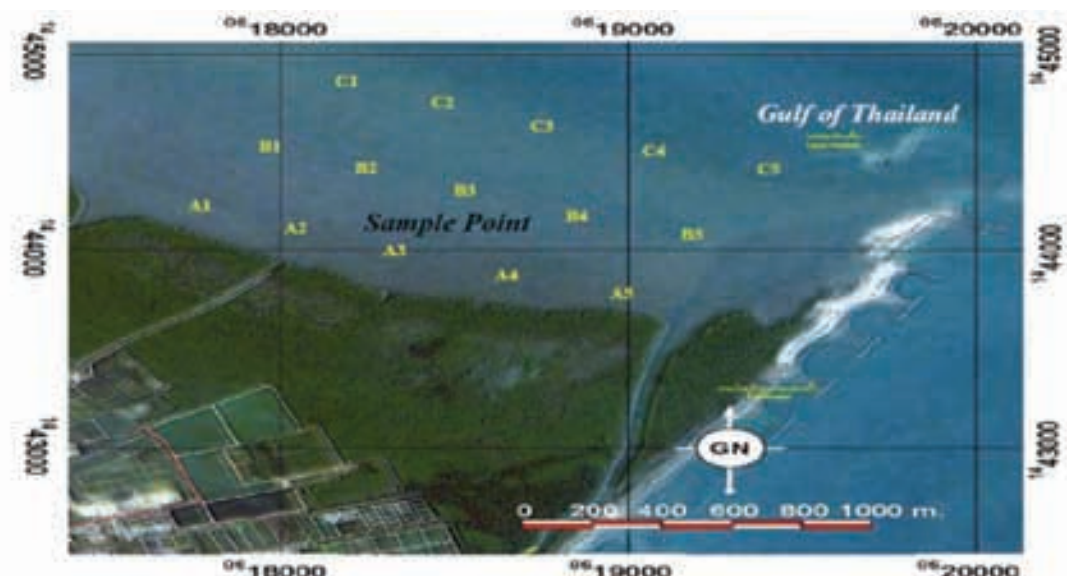 ⁰⁶18000 ⁰⁶19000 ⁰⁶20000
¹⁴45000 ¹⁴45000
C1
C2
C3
Gulf of Thailand
B1
C4
B2
C5
B3
A1
B4
Sample Point
A2
B5
A3
¹⁴44000 ¹⁴44000
A4
A5
GN
¹⁴43000 ¹⁴43000
0 200 400 600 800 1000 m.
⁰⁶18000 ⁰⁶19000 ⁰⁶20000